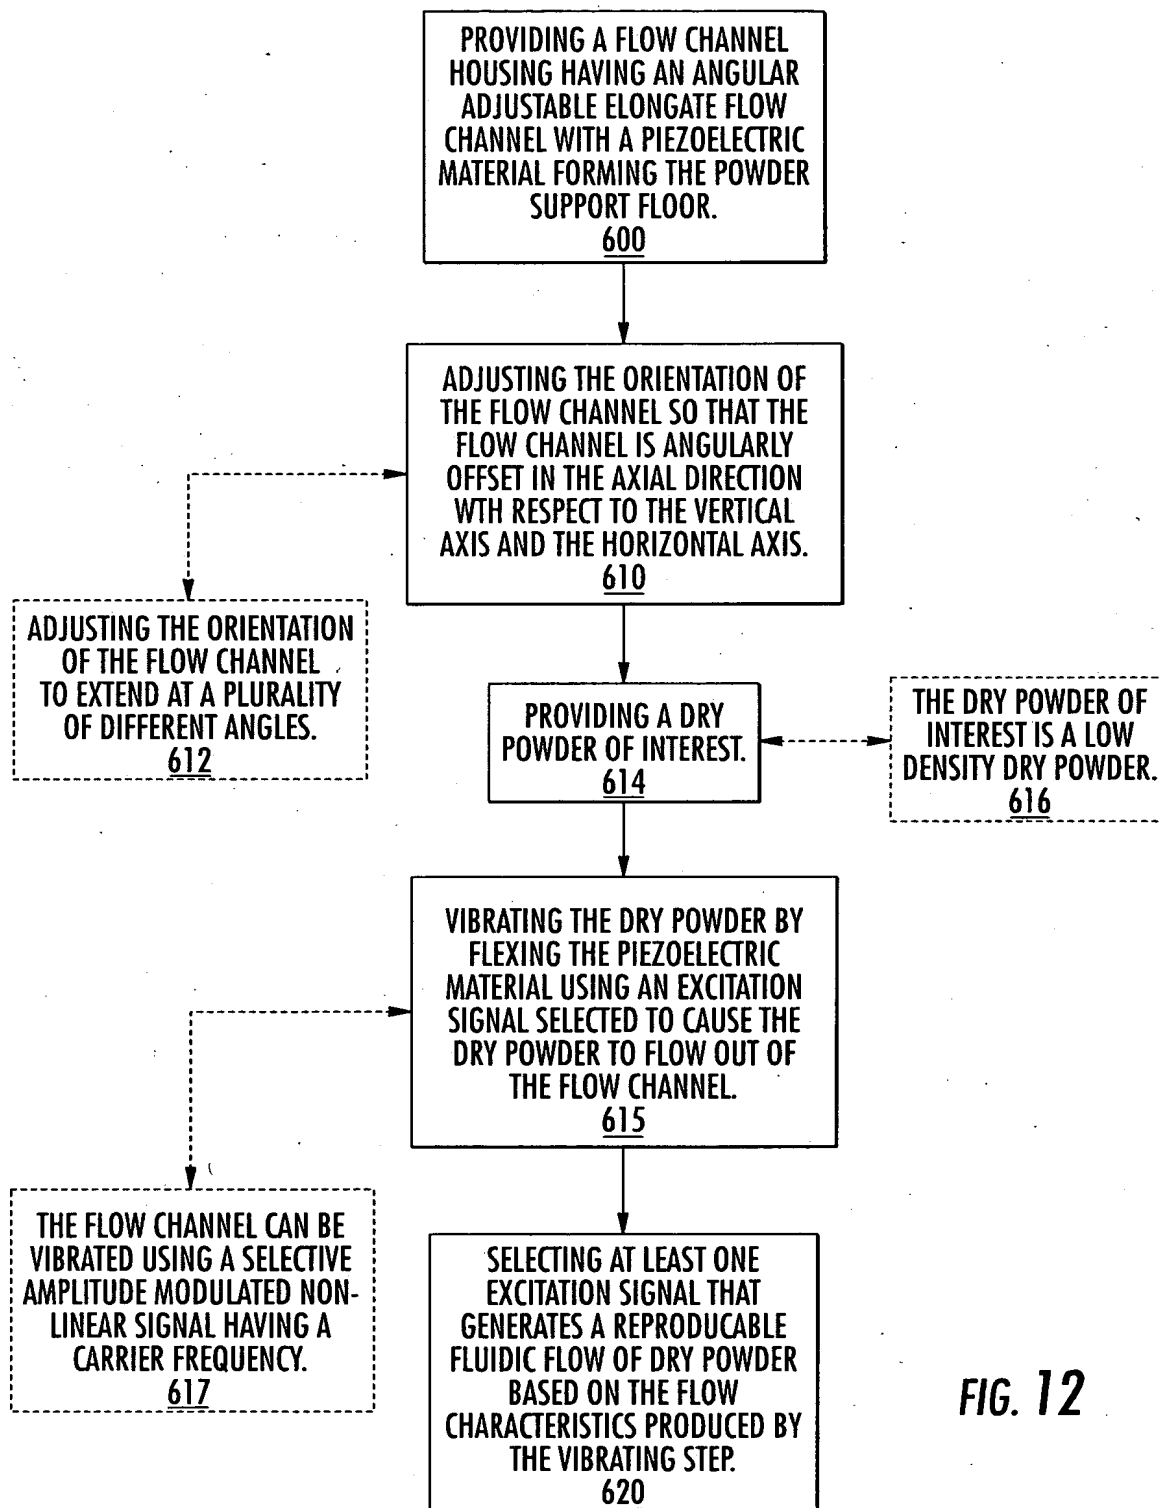 PROVIDING A FLOW CHANNEL
HOUSING HAVING AN ANGULAR
ADJUSTABLE ELONGATE FLOW
CHANNEL WITH A PIEZOELECTRIC
MATERIAL FORMING THE POWDER
SUPPORT FLOOR.
600
ADJUSTING THE ORIENTATION OF
THE FLOW CHANNEL SO THAT THE
FLOW CHANNEL IS ANGULARLY
OFFSET IN THE AXIAL DIRECTION
WTH RESPECT TO THE VERTICAL
AXIS AND THE HORIZONTAL AXIS.
610
ADJUSTING THE ORIENTATION
OF THE FLOW CHANNEL
TO EXTEND AT A PLURALITY
OF DIFFERENT ANGLES.
612
PROVIDING A DRY
POWDER OF INTEREST.
614
THE DRY POWDER OF
INTEREST IS A LOW
DENSITY DRY POWDER.
616
VIBRATING THE DRY POWDER BY
FLEXING THE PIEZOELECTRIC
MATERIAL USING AN EXCITATION
SIGNAL SELECTED TO CAUSE THE
DRY POWDER TO FLOW OUT OF
THE FLOW CHANNEL.
615
THE FLOW CHANNEL CAN BE
VIBRATED USING A SELECTIVE
AMPLITUDE MODULATED NON-
LINEAR SIGNAL HAVING A
CARRIER FREQUENCY.
617
SELECTING AT LEAST ONE
EXCITATION SIGNAL THAT
GENERATES A REPRODUCABLE
FLUIDIC FLOW OF DRY POWDER
BASED ON THE FLOW
CHARACTERISTICS PRODUCED BY
THE VIBRATING STEP.
620
FIG. 12